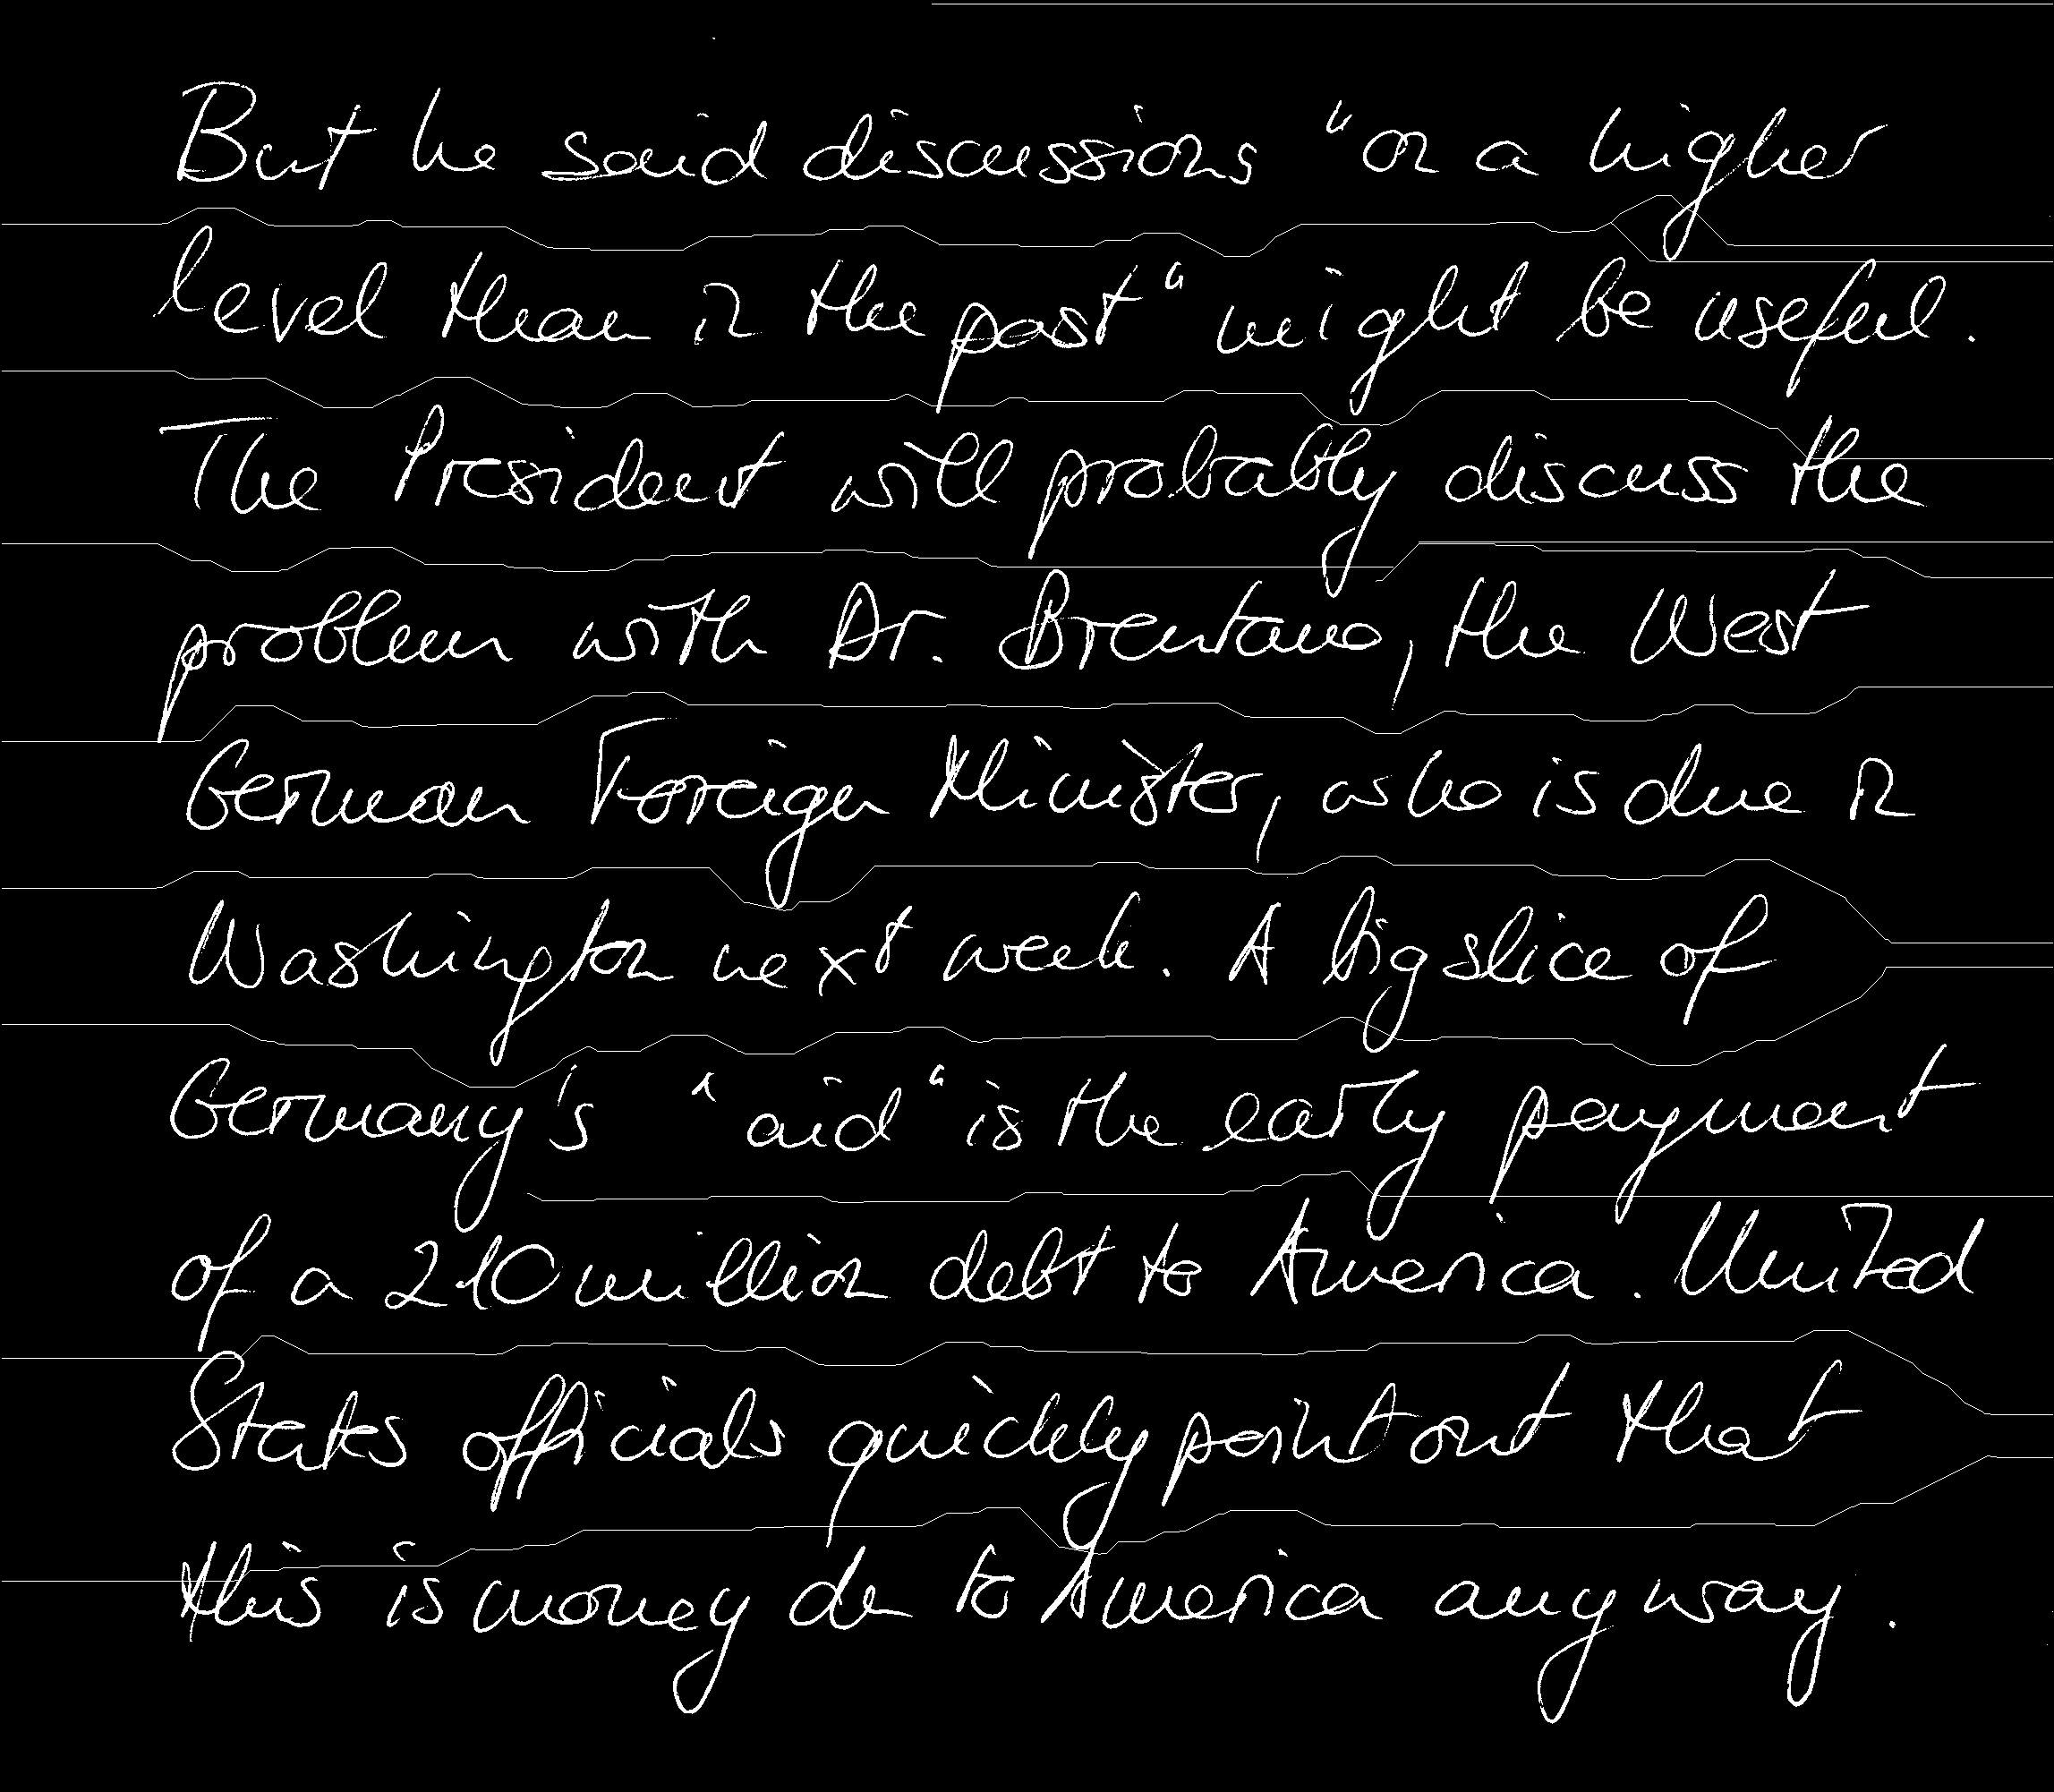 But he said discussions "on a higher
level than in the past" might be useful.
The President will probably discuss the
problem with Dr. Brentano, the West
German Foreign Minister, who is due in
Washington next week. A big slice of
Germany's "aid" is the early payment
of a 210 million debt to America. United
States officials quickly point out that
this is money du to America anyway.